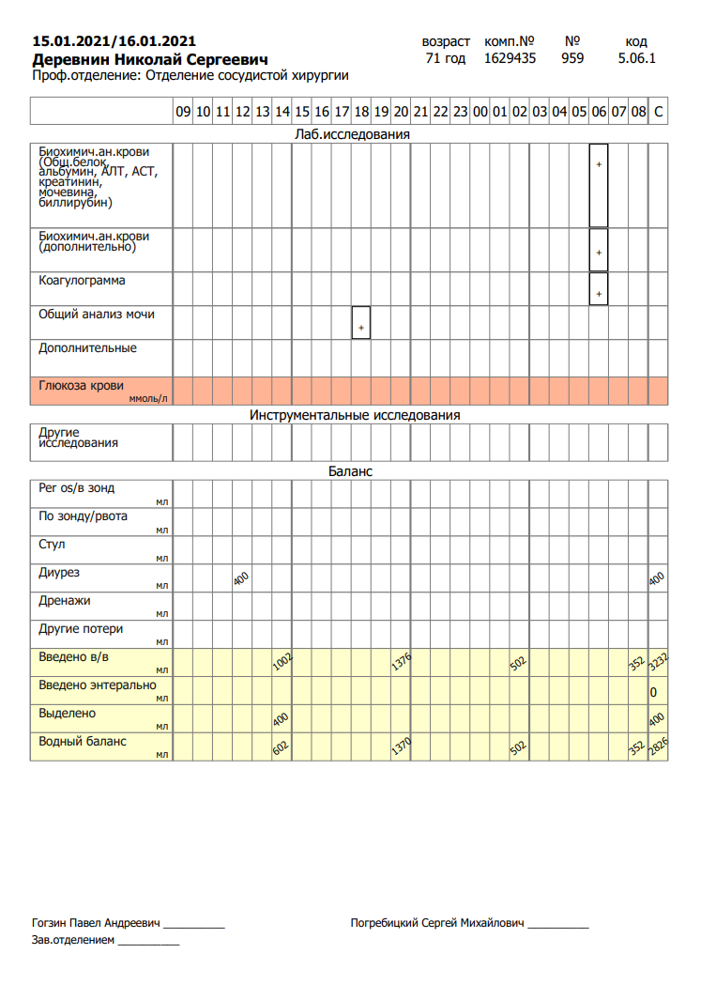 15.01.2021/16.01.2021
возраст комп.№ № код
Деревнин Николай Сергеевич
71 год 1629435 959 5.06.1
Проф.отделение: Отделение сосудистой хирургии
09 10 11 12 13 14 15 16 17 18 19 20 21 22 23 00 01 02 03 04 05 06 07 08 С
Лаб.исследования
Биохимич.ан.крови
(Общ.белок,
альбумин, АЛТ, АСТ,
креатинин,
мочевина,
биллирубин)
+
Биохимич.ан.крови
(дополнительно)
+
Коагулограмма
+
Общий анализ мочи
+
Дополнительные
Глюкоза крови
ммоль/л
Инструментальные исследования
Другие
исследования
Баланс
Per os/в зонд
мл
По зонду/рвота
мл
Стул
мл
Диурез 400 400
мл
Дренажи
мл
Другие потери
мл
Введено в/в 1002 1376 502 352 3232
мл
Введено энтерально 0
мл
Выделено 400 400
мл
Водный баланс 602 1370 502 352 2826
мл
Гогзин Павел Андреевич __________
Погребицкий Сергей Михайлович __________
Зав.отделением __________